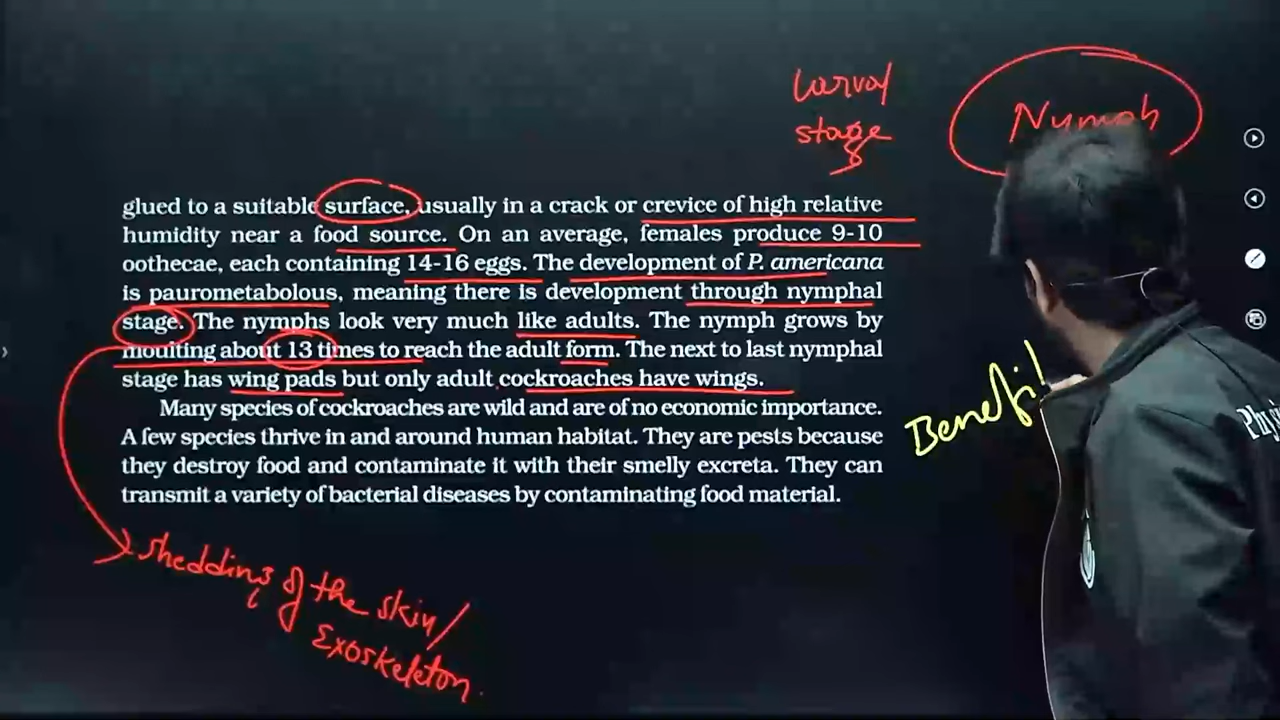 Larval
stage
Nymph
glued to a suitable surface, usually in a crack or crevice of high relative
humidity near a food source. On an average, females produce 9-10
oothecae, each containing 14-16 eggs. The development of P. americana
is paurometabolous, meaning there is development through nymphal
stage. The nymphs look very much like adults. The nymph grows by
moulting about 13 times to reach the adult form. The next to last nymphal
stage has wing pads but only adult cockroaches have wings.
Many species of cockroaches are wild and are of no economic importance.
A few species thrive in and around human habitat. They are pests because
they destroy food and contaminate it with their smelly excreta. They can
transmit a variety of bacterial diseases by contaminating food material.
shedding of the skin/
Exoskeleton.